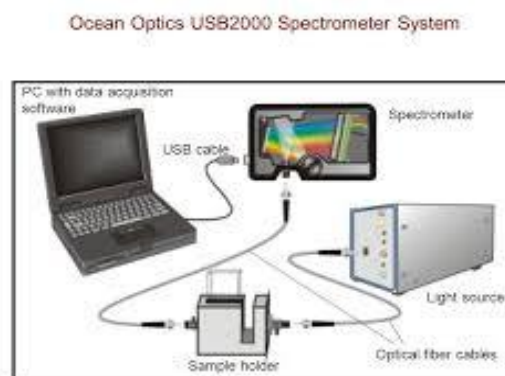 Ocean Optics USB2000 Spectrometer System
PC with data acquisition
software
Spectrometer
USB cable
Light source
Optical fiber cables
Sample holder